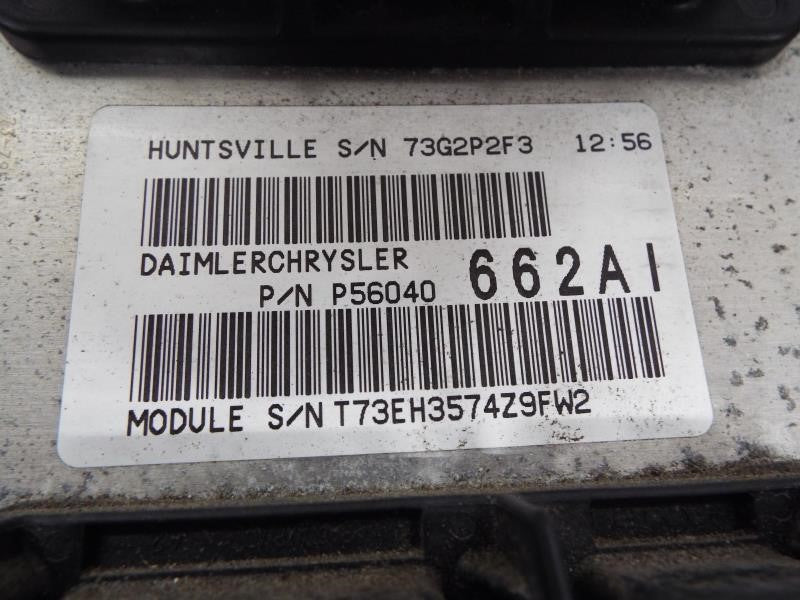 HUNTSVILLE S/N 73G2P2F3 12:56
DAIMLERCHRYSLER
P/N P56040 662AI
MODULE S/N T73EH3574Z9FW2